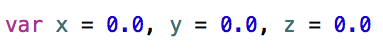 var x = 0.0, y = 0.0, z = 0.0